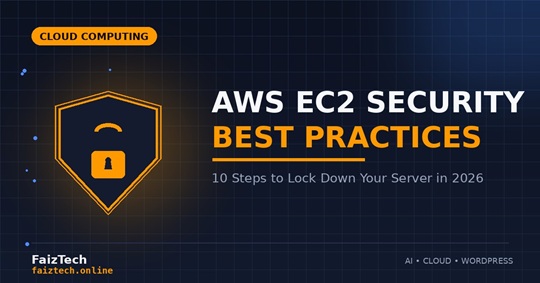 CLOUD COMPUTING
AWS EC2 SECURITY
BEST PRACTICES
10 Steps to Lock Down Your Server in 2026
FaizTech
faiztech.online
AI • CLOUD • WORDPRESS